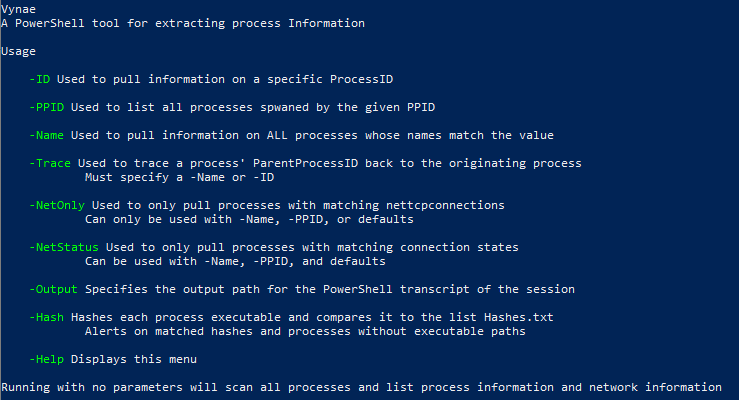 Vynae
A PowerShell tool for extracting process Information
Usage
-ID Used to pull information on a specific ProcessID
-PPID Used to list all processes spwaned by the given PPID
-Name Used to pull information on ALL processes whose names match the value
-Trace Used to trace a process' ParentProcessID back to the originating process
Must specify a -Name or -ID
-NetOnly Used to only pull processes with matching nettcpconnections
Can only be used with -Name, -PPID, or defaults
-NetStatus Used to only pull processes with matching connection states
Can be used with -Name, -PPID, and defaults
-Output Specifies the output path for the PowerShell transcript of the session
-Hash Hashes each process executable and compares it to the list Hashes.txt
Alerts on matched hashes and processes without executable paths
-Help Displays this menu
Running with no parameters will scan all processes and list process information and network information